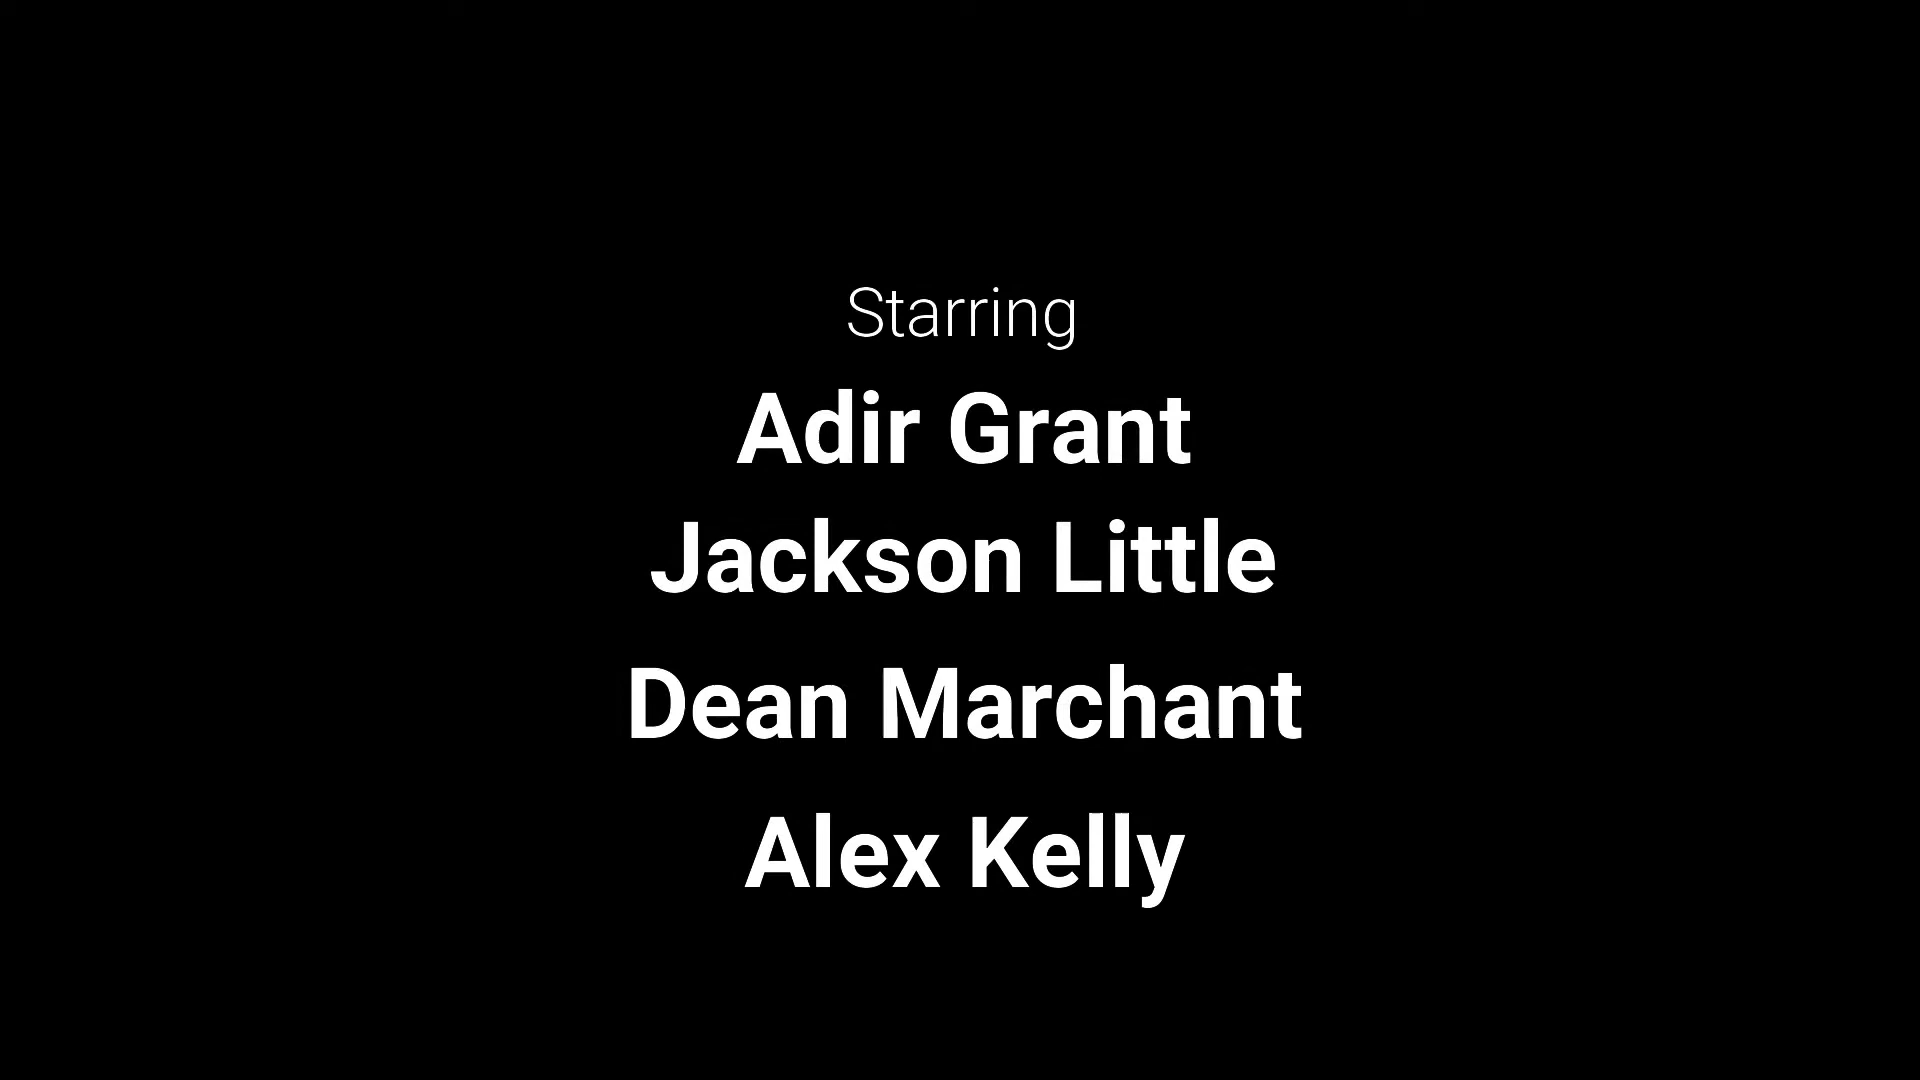 Starring
Adir Grant
Jackson Little
Dean Marchant
Alex Kelly